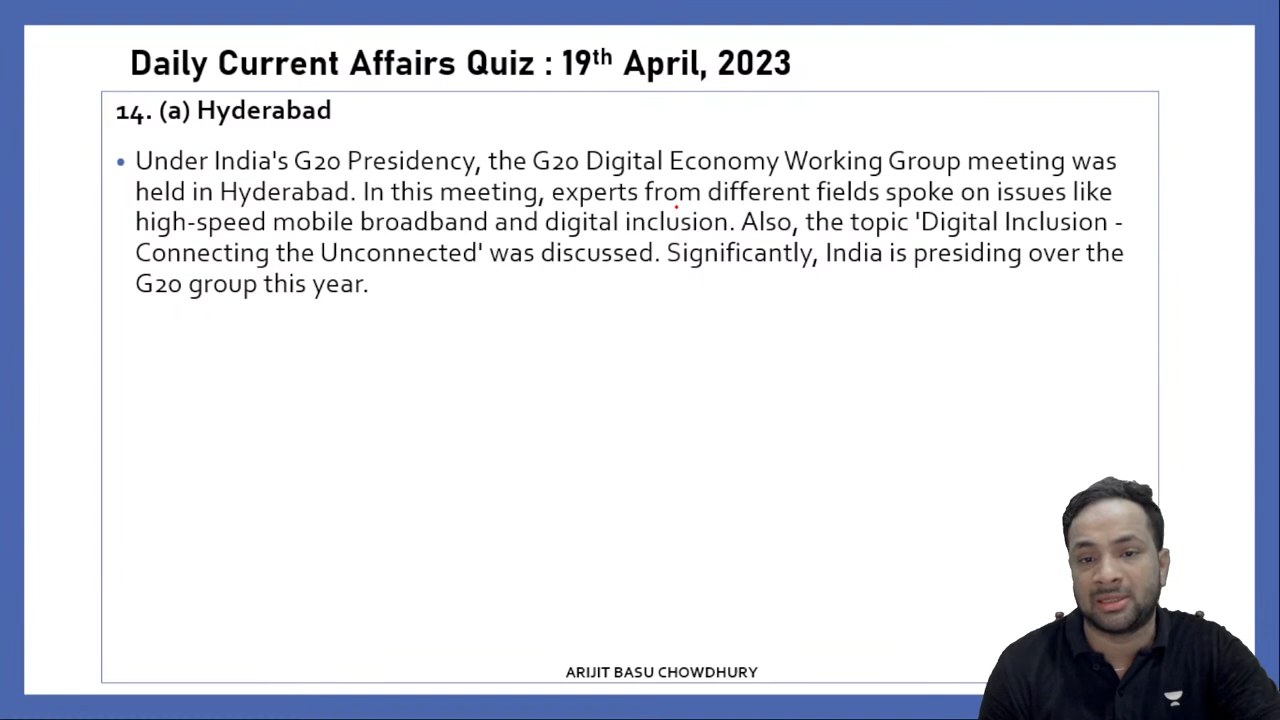 Daily Current Affairs Quiz : 19th April, 2023
14. (a) Hyderabad
• Under India's G20 Presidency, the G20 Digital Economy Working Group meeting was
held in Hyderabad. In this meeting, experts from different fields spoke on issues like
high-speed mobile broadband and digital inclusion. Also, the topic 'Digital Inclusion -
Connecting the Unconnected' was discussed. Significantly, India is presiding over the
G20 group this year.
ARIJIT BASU CHOWDHURY